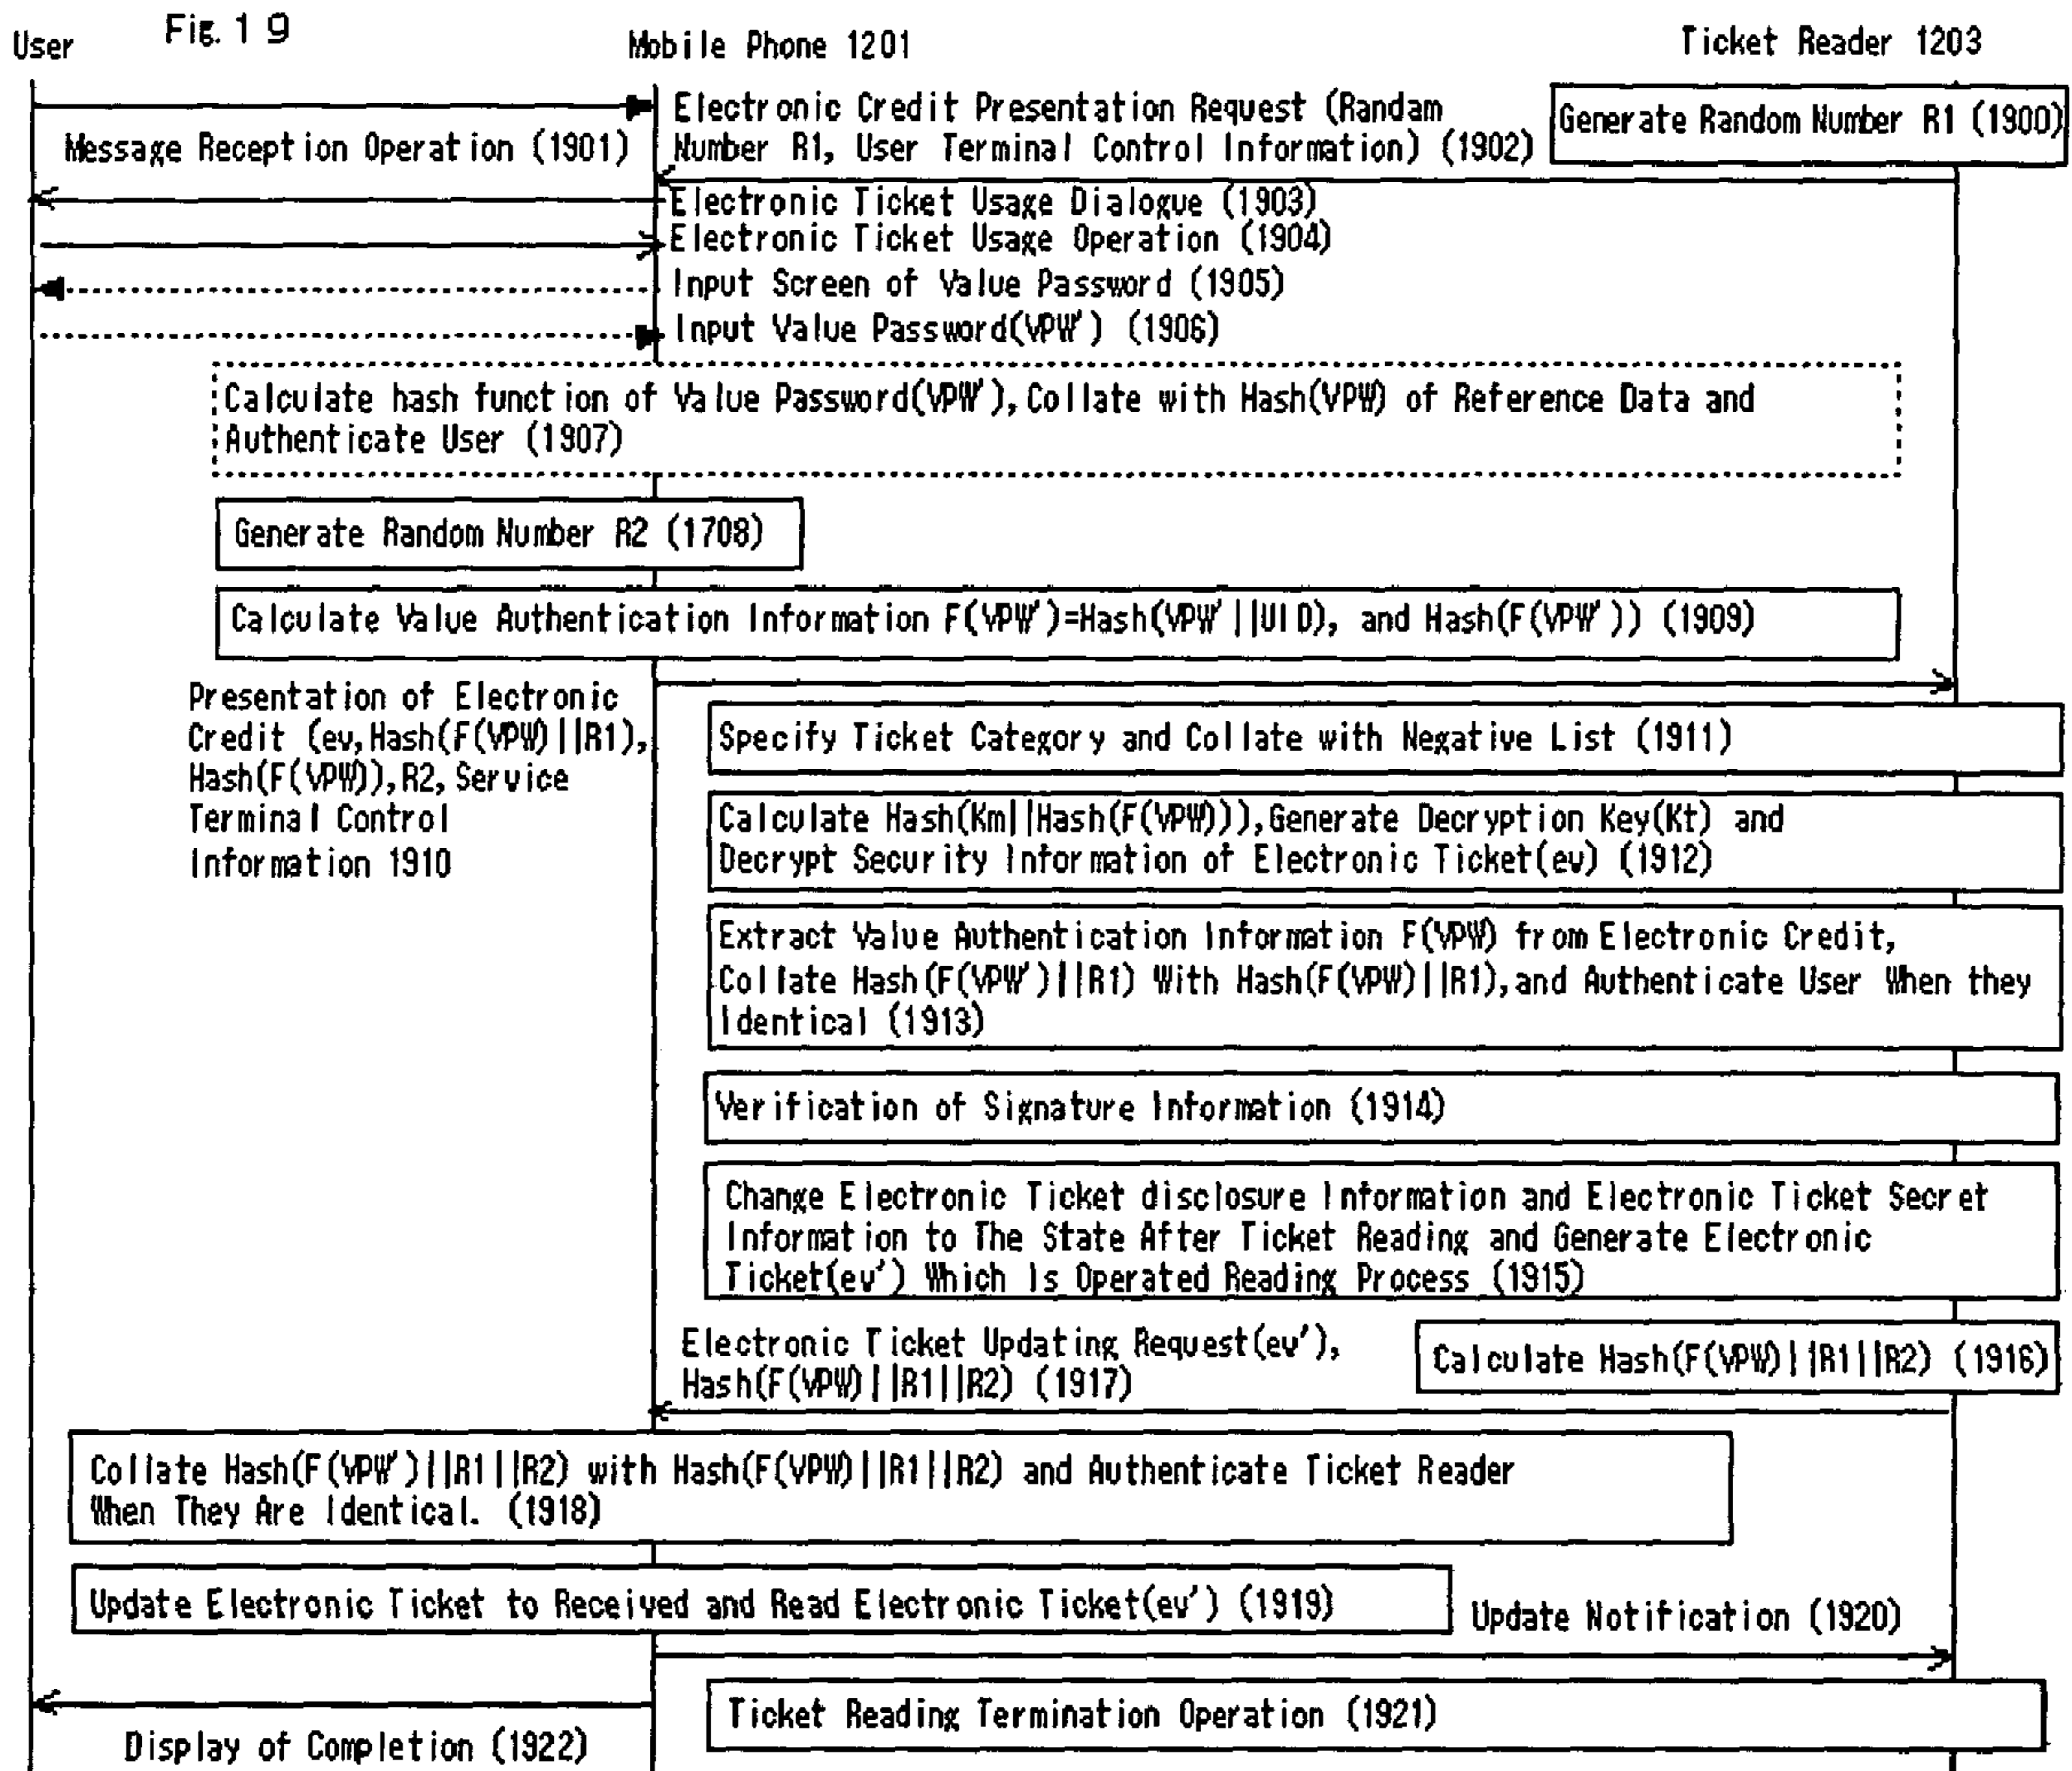 Fig. 19
User
Mobile Phone 1201
Ticket Reader 1203
Generate Random Number R1 (1900)
Message Reception Operation (1901)
Electronic Credit Presentation Request (Randam
Number R1, User Terminal Control Information) (1902)
Electronic Ticket Usage Dialogue (1903)
Electronic Ticket Usage Operation (1904)
Input Screen of Value Password (1905)
Input Value Password(VPW') (1906)
Calculate hash function of Value Password(VPW'), Collate with Hash(VPW) of Reference Data and
Authenticate User (1907)
Generate Random Number R2 (1708)
Calculate Value Authentication Information F(VPW')=Hash(VPW'||UID), and Hash(F(VPW')) (1909)
Presentation of Electronic
Credit (ev, Hash(F(VPW)||R1),
Hash(F(VPW)), R2, Service
Terminal Control
Information 1910
Specify Ticket Category and Collate with Negative List (1911)
Calculate Hash(Km||Hash(F(VPW))), Generate Decryption Key(Kt) and
Decrypt Security Information of Electronic Ticket(ev) (1912)
Extract Value Authentication Information F(VPW) from Electronic Credit,
Collate Hash(F(VPW')||R1) With Hash(F(VPW)||R1), and Authenticate User When they
Identical (1913)
Verification of Signature Information (1914)
Change Electronic Ticket disclosure Information and Electronic Ticket Secret
Information to The State After Ticket Reading and Generate Electronic
Ticket(ev') Which Is Operated Reading Process (1915)
Calculate Hash(F(VPW)||R1||R2) (1916)
Electronic Ticket Updating Request(ev'),
Hash(F(VPW)||R1||R2) (1917)
Collate Hash(F(VPW')||R1||R2) with Hash(F(VPW)||R1||R2) and Authenticate Ticket Reader
When They Are Identical. (1918)
Update Electronic Ticket to Received and Read Electronic Ticket(ev') (1919)
Update Notification (1920)
Ticket Reading Termination Operation (1921)
Display of Completion (1922)